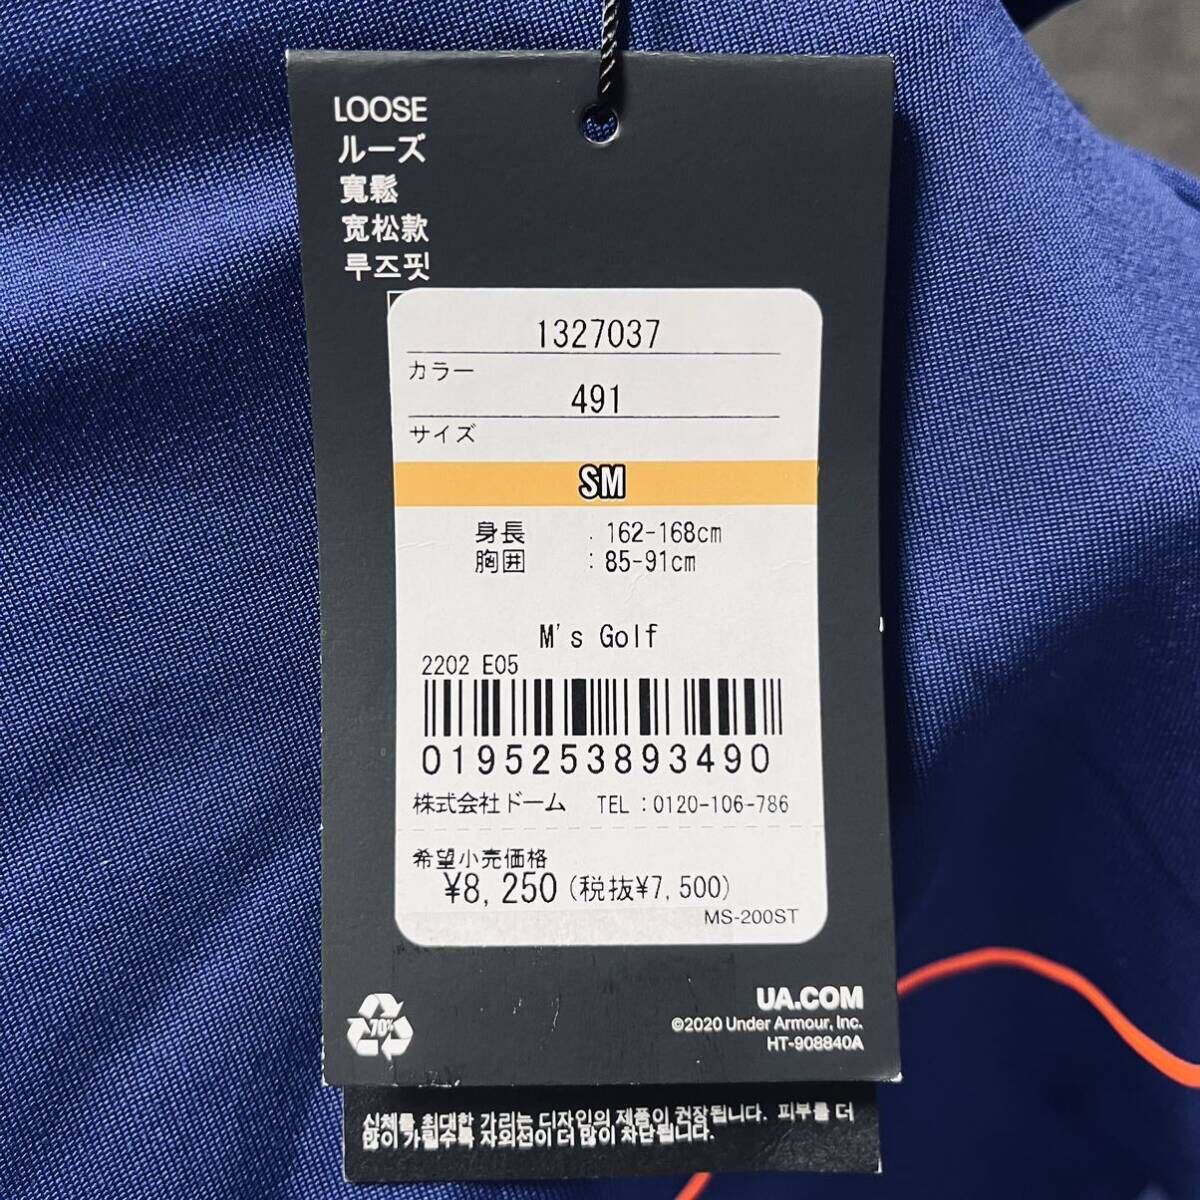 LOOSE
ルーズ
寬鬆
宽松款
루즈핏
1327037
カラー
491
サイズ
SM
身長 : 162-168cm
胸囲 : 85-91cm
M's Golf
2202 E05
0195253893490
株式会社ドーム TEL:0120-106-786
希望小売価格
¥8,250(税抜¥7,500)
MS-200ST
70%
UA.COM
©2020 Under Armour, Inc.
HT-908840A
신체를 최대한 가리는 디자인의 제품이 권장됩니다. 피부를 더
많이 가릴수록 자외선이 더 많이 차단됩니다.